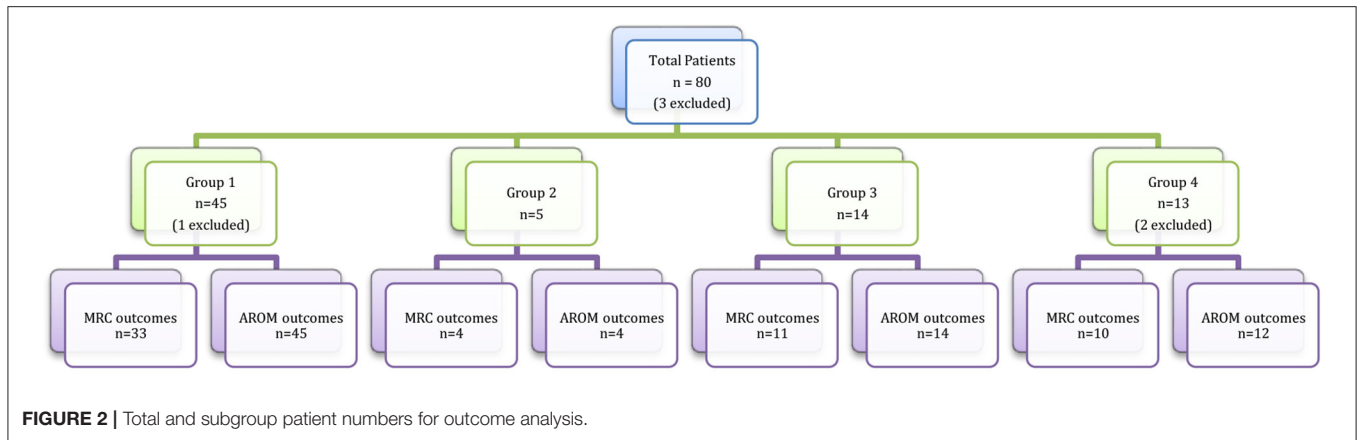 Total Patients
n = 80
(3 excluded)
Group 1
n=45
(1 excluded)
Group 2
n=5
Group 3
n=14
Group 4
n=13
(2 excluded)
MRC outcomes
n=33
AROM outcomes
n=45
MRC outcomes
n=4
AROM outcomes
n=4
MRC outcomes
n=11
AROM outcomes
n=14
MRC outcomes
n=10
AROM outcomes
n=12
FIGURE 2 | Total and subgroup patient numbers for outcome analysis.